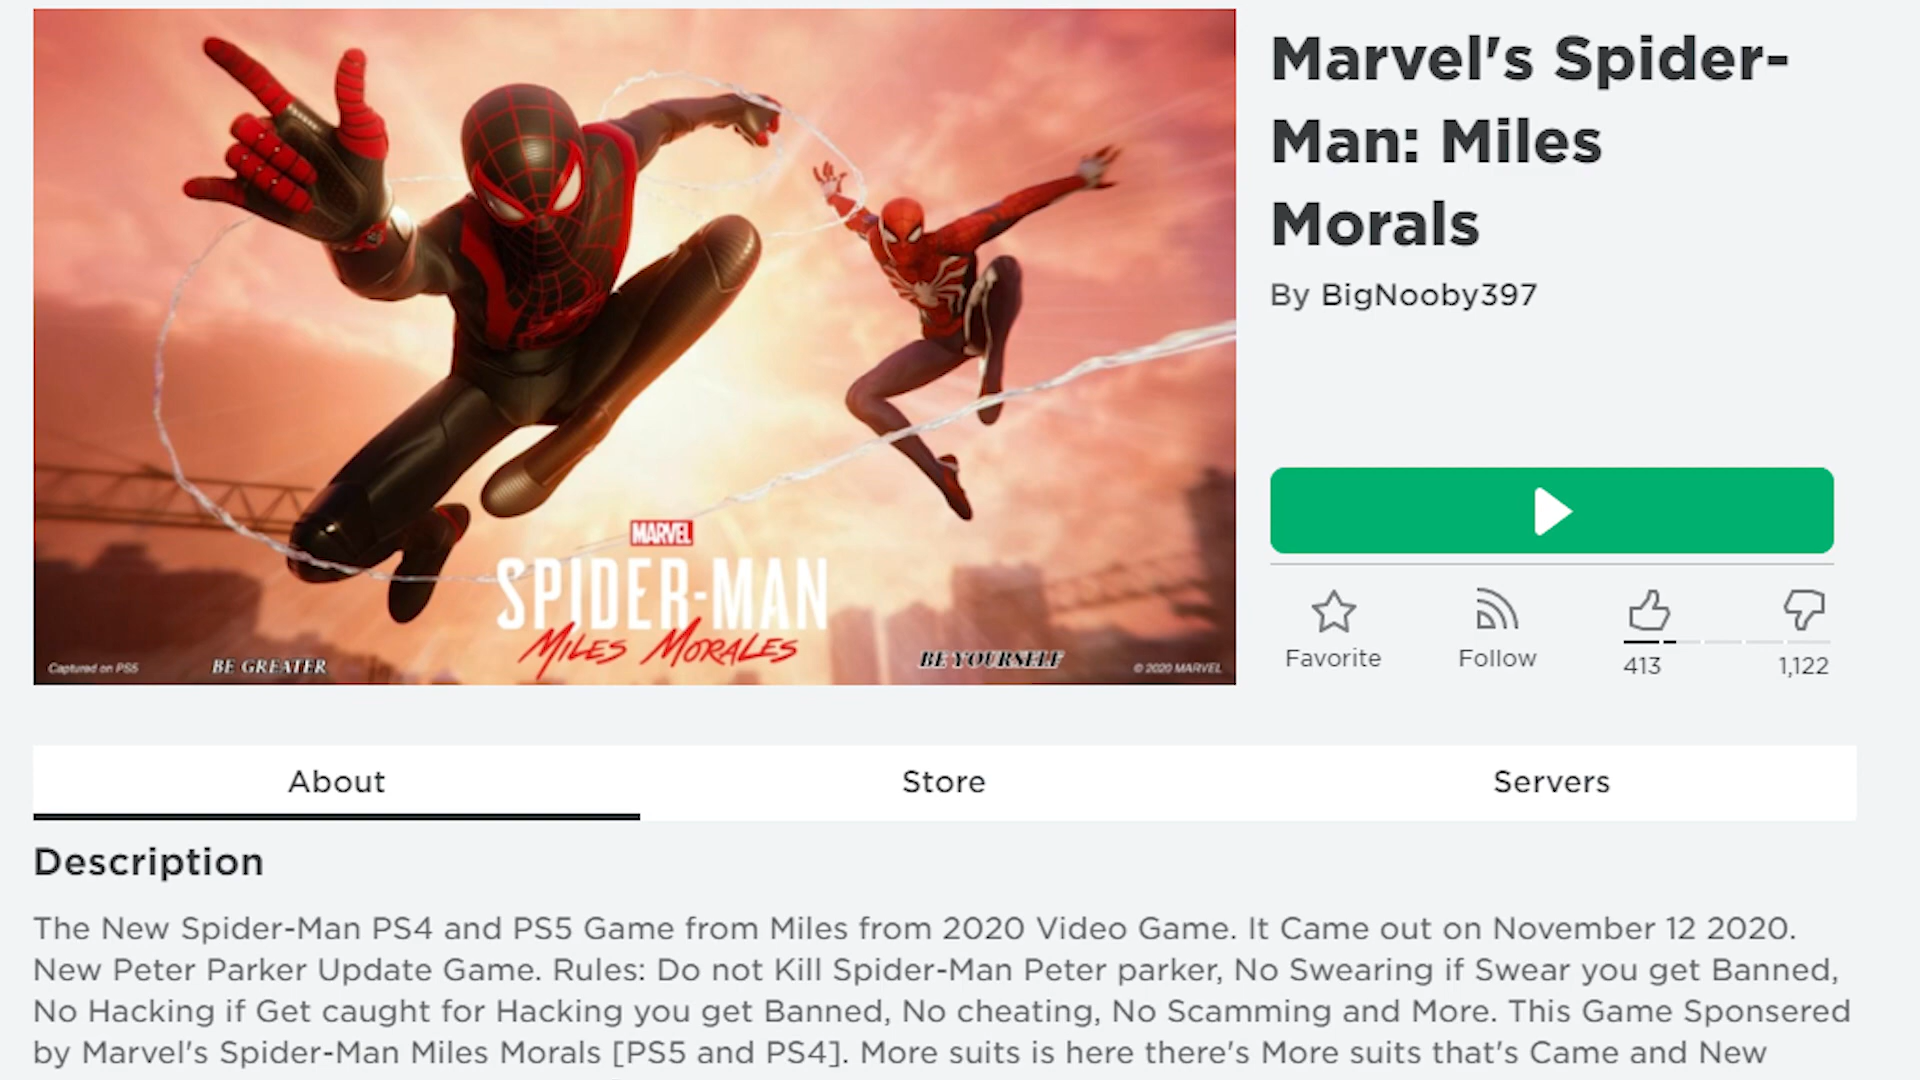 Marvel's Spider-
Man: Miles
Morals
By BigNooby397
MARVEL
SPIDER-MAN
MILES MORALES
Captured on PS5
BE GREATER
BE YOURSELF
© 2020 MARVEL
Favorite
Follow
413
1,122
About
Store
Servers
Description
The New Spider-Man PS4 and PS5 Game from Miles from 2020 Video Game. It Came out on November 12 2020.
New Peter Parker Update Game. Rules: Do not Kill Spider-Man Peter parker, No Swearing if Swear you get Banned,
No Hacking if Get caught for Hacking you get Banned, No cheating, No Scamming and More. This Game Sponsered
by Marvel's Spider-Man Miles Morals [PS5 and PS4]. More suits is here there's More suits that's Came and New